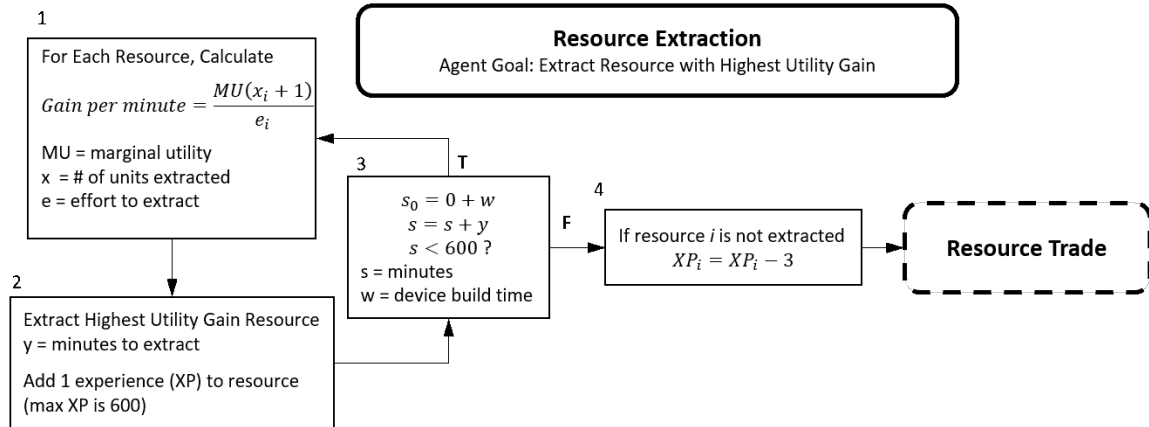 Resource Extraction
Agent Goal: Extract Resource with Highest Utility Gain
1
For Each Resource, Calculate
Gain per minute = MU(x_i + 1) / e_i
MU = marginal utility
x = # of units extracted
e = effort to extract
2
Extract Highest Utility Gain Resource
y = minutes to extract
Add 1 experience (XP) to resource
(max XP is 600)
3
T
s_0 = 0 + w
s = s + y
s < 600 ?
s = minutes
w = device build time
F
4
If resource i is not extracted
XP_i = XP_i − 3
Resource Trade